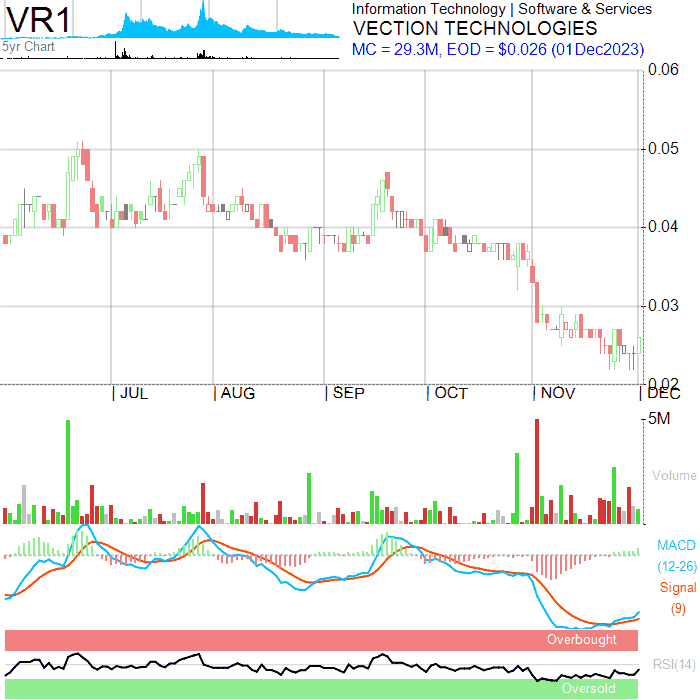 VR1
5yr Chart
Information Technology | Software & Services
VECTION TECHNOLOGIES
MC = 29.3M, EOD = $0.026 (01Dec2023)
0.06
0.05
0.04
0.03
0.02
| JUL | AUG | SEP | OCT | NOV | DEC
5M
Volume
MACD
(12-26)
Signal
(9)
Overbought
RSI(14)
Oversold